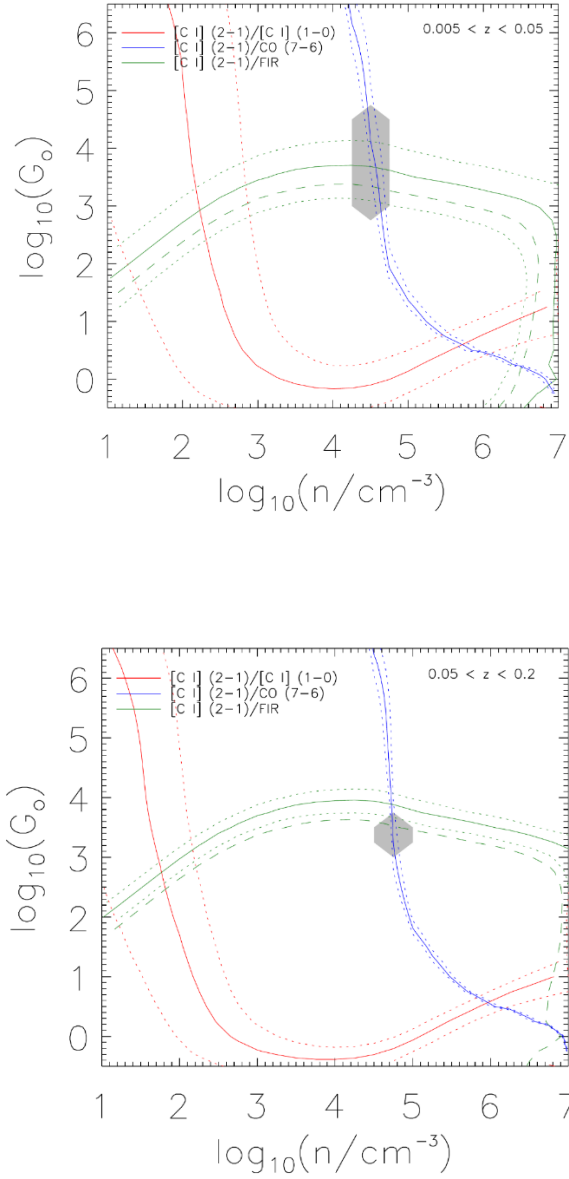 [C I] (2−1)/[C I] (1−0)
0.005 < z < 0.05
[C I] (2−1)/CO (7−6)
[C I] (2−1)/FIR
6
5
4
3
2
1
0
log₁₀(Gₒ)
1 2 3 4 5 6 7
log₁₀(n/cm⁻³)
[C I] (2−1)/[C I] (1−0)
0.05 < z < 0.2
[C I] (2−1)/CO (7−6)
[C I] (2−1)/FIR
6
5
4
3
2
1
0
log₁₀(Gₒ)
1 2 3 4 5 6 7
log₁₀(n/cm⁻³)